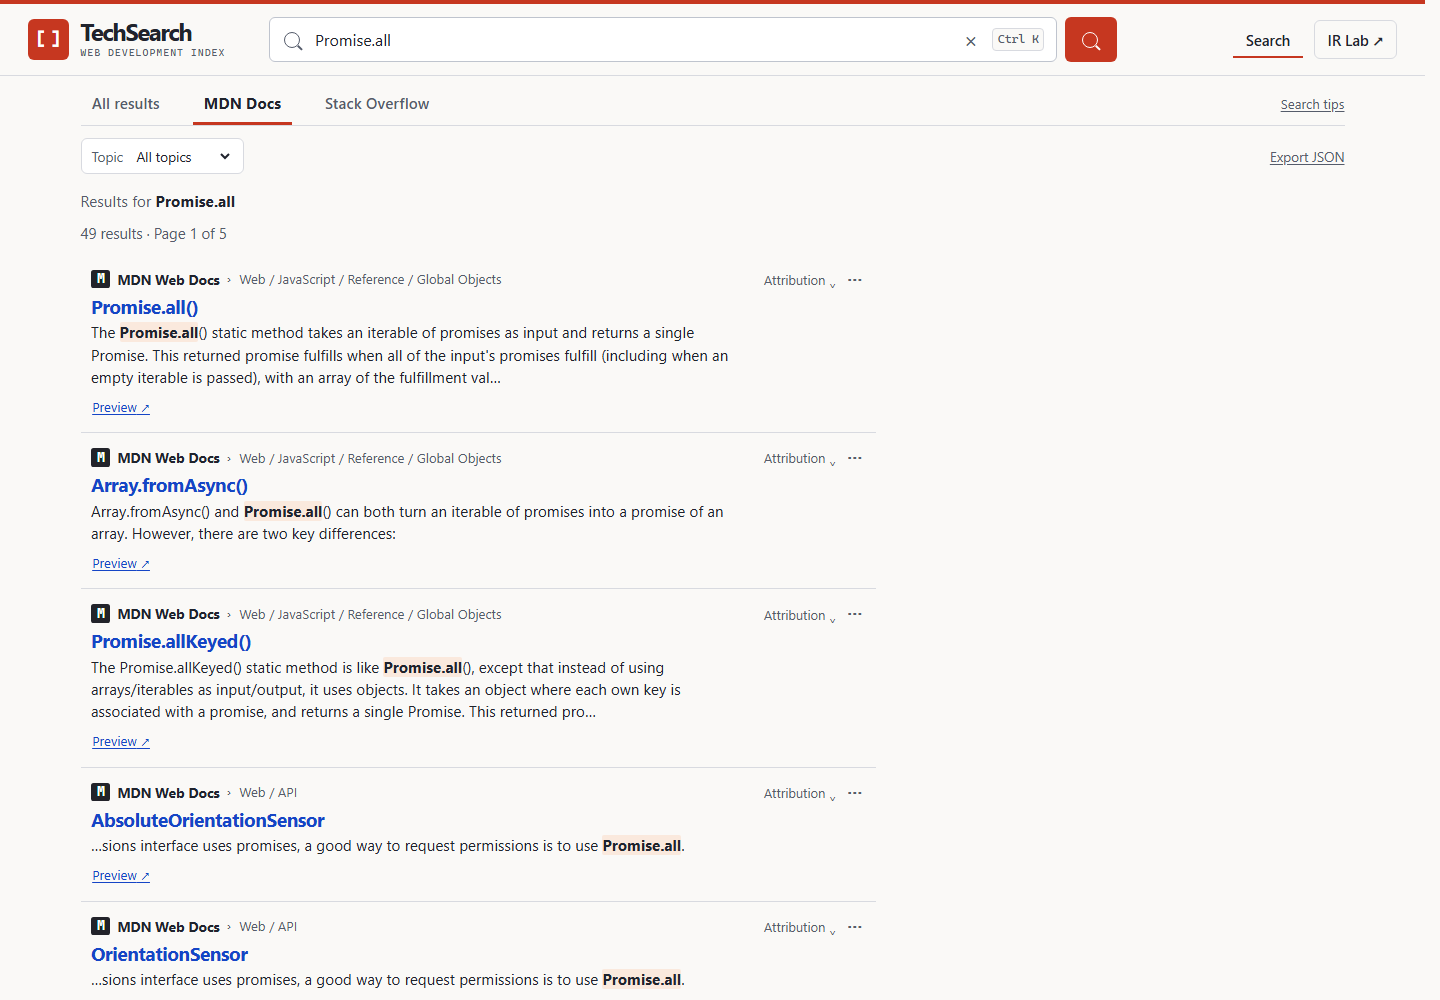 [ ] TechSearch
WEB DEVELOPMENT INDEX
Promise.all × Ctrl K
Search IR Lab ↗
All results MDN Docs Stack Overflow Search tips
Topic All topics Export JSON
Results for Promise.all
49 results · Page 1 of 5
M MDN Web Docs › Web / JavaScript / Reference / Global Objects Attribution ˬ ···
Promise.all()
The Promise.all() static method takes an iterable of promises as input and returns a single
Promise. This returned promise fulfills when all of the input's promises fulfill (including when an
empty iterable is passed), with an array of the fulfillment val…
Preview ↗
M MDN Web Docs › Web / JavaScript / Reference / Global Objects Attribution ˬ ···
Array.fromAsync()
Array.fromAsync() and Promise.all() can both turn an iterable of promises into a promise of an
array. However, there are two key differences:
Preview ↗
M MDN Web Docs › Web / JavaScript / Reference / Global Objects Attribution ˬ ···
Promise.allKeyed()
The Promise.allKeyed() static method is like Promise.all(), except that instead of using
arrays/iterables as input/output, it uses objects. It takes an object where each own key is
associated with a promise, and returns a single Promise. This returned pro…
Preview ↗
M MDN Web Docs › Web / API Attribution ˬ ···
AbsoluteOrientationSensor
…sions interface uses promises, a good way to request permissions is to use Promise.all.
Preview ↗
M MDN Web Docs › Web / API Attribution ˬ ···
OrientationSensor
…sions interface uses promises, a good way to request permissions is to use Promise.all.